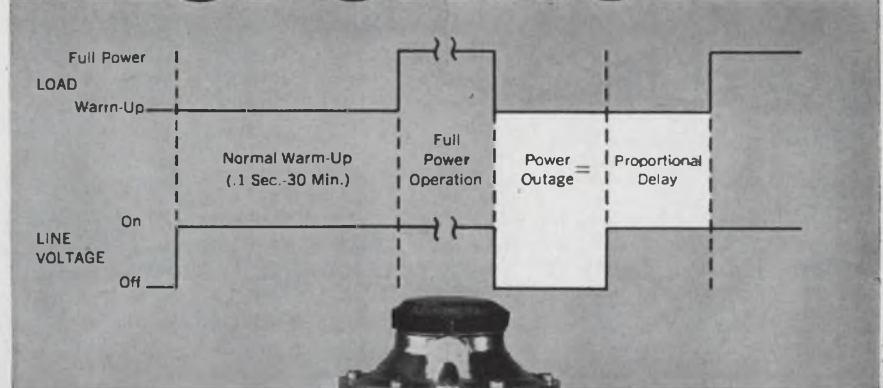 Full Power
LOAD
Warm-Up
Normal Warm-Up
(.1 Sec.-30 Min.)
Full
Power
Operation
Power
Outage
=
Proportional
Delay
On
LINE
VOLTAGE
Off